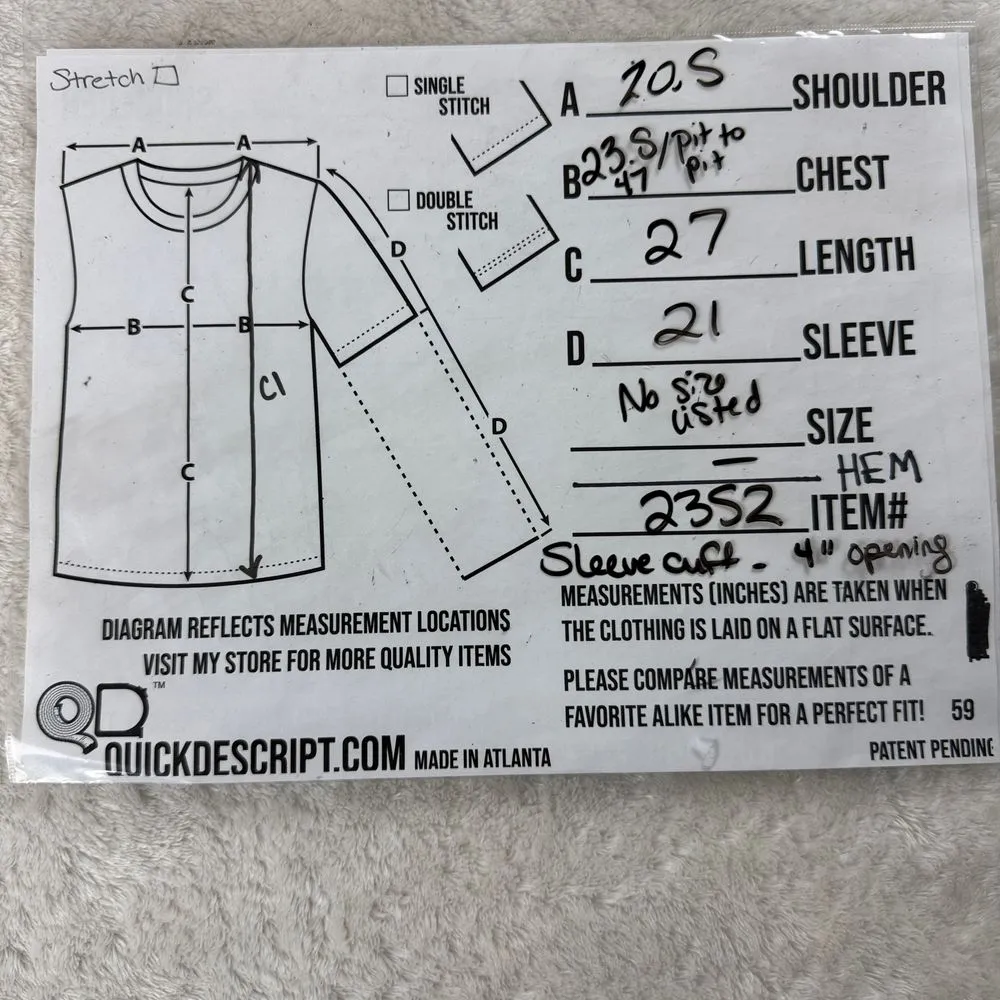 Stretch
SINGLE
STITCH
A 20.5 SHOULDER
A A
B 23.5/pit to pit
47 CHEST
DOUBLE
STITCH
C 27 LENGTH
D
C
B B
D 21 SLEEVE
C1
No size
listed SIZE
D
C
- HEM
2352 ITEM#
Sleeve cuff - 4" opening
MEASUREMENTS (INCHES) ARE TAKEN WHEN
THE CLOTHING IS LAID ON A FLAT SURFACE.
DIAGRAM REFLECTS MEASUREMENT LOCATIONS
VISIT MY STORE FOR MORE QUALITY ITEMS
PLEASE COMPARE MEASUREMENTS OF A
FAVORITE ALIKE ITEM FOR A PERFECT FIT! 59
QD™
QUICKDESCRIPT.COM MADE IN ATLANTA
PATENT PENDING